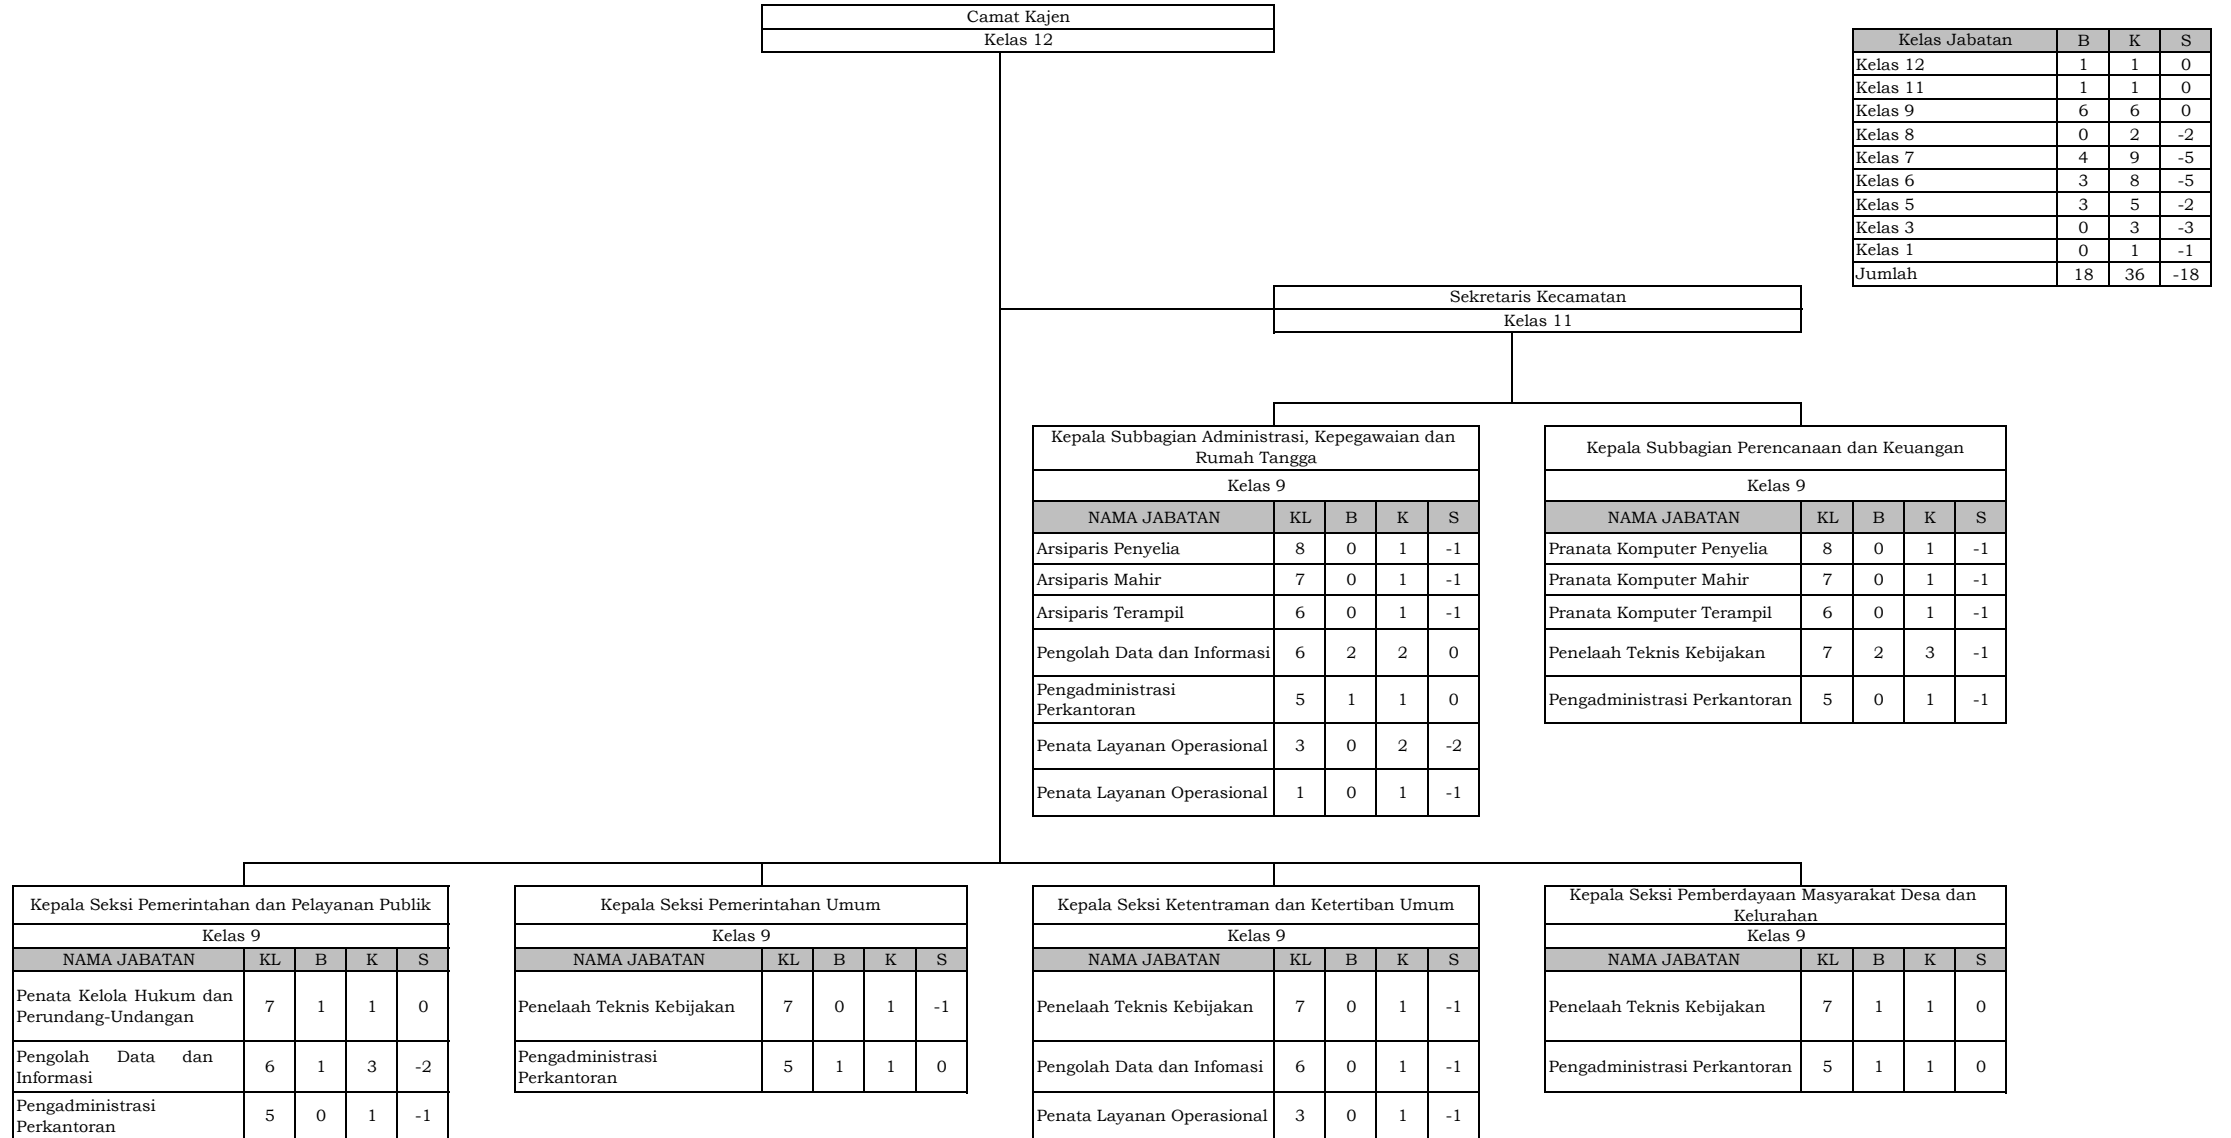 Camat Kajen
Kelas 12
Kelas Jabatan B K S
Kelas 12 1 1 0
Kelas 11 1 1 0
Kelas 9 6 6 0
Kelas 8 0 2 -2
Kelas 7 4 9 -5
Kelas 6 3 8 -5
Kelas 5 3 5 -2
Kelas 3 0 3 -3
Kelas 1 0 1 -1
Jumlah 18 36 -18
Sekretaris Kecamatan
Kelas 11
Kepala Subbagian Administrasi, Kepegawaian dan
Rumah Tangga
Kelas 9
NAMA JABATAN KL B K S
Arsiparis Penyelia 8 0 1 -1
Arsiparis Mahir 7 0 1 -1
Arsiparis Terampil 6 0 1 -1
Pengolah Data dan Informasi 6 2 2 0
Pengadministrasi
Perkantoran 5 1 1 0
Penata Layanan Operasional 3 0 2 -2
Penata Layanan Operasional 1 0 1 -1
Kepala Subbagian Perencanaan dan Keuangan
Kelas 9
NAMA JABATAN KL B K S
Pranata Komputer Penyelia 8 0 1 -1
Pranata Komputer Mahir 7 0 1 -1
Pranata Komputer Terampil 6 0 1 -1
Penelaah Teknis Kebijakan 7 2 3 -1
Pengadministrasi Perkantoran 5 0 1 -1
Kepala Seksi Pemerintahan dan Pelayanan Publik
Kelas 9
NAMA JABATAN KL B K S
Penata Kelola Hukum dan
Perundang-Undangan 7 1 1 0
Pengolah Data dan
Informasi 6 1 3 -2
Pengadministrasi
Perkantoran 5 0 1 -1
Kepala Seksi Pemerintahan Umum
Kelas 9
NAMA JABATAN KL B K S
Penelaah Teknis Kebijakan 7 0 1 -1
Pengadministrasi
Perkantoran 5 1 1 0
Kepala Seksi Ketentraman dan Ketertiban Umum
Kelas 9
NAMA JABATAN KL B K S
Penelaah Teknis Kebijakan 7 0 1 -1
Pengolah Data dan Infomasi 6 0 1 -1
Penata Layanan Operasional 3 0 1 -1
Kepala Seksi Pemberdayaan Masyarakat Desa dan
Kelurahan
Kelas 9
NAMA JABATAN KL B K S
Penelaah Teknis Kebijakan 7 1 1 0
Pengadministrasi Perkantoran 5 1 1 0